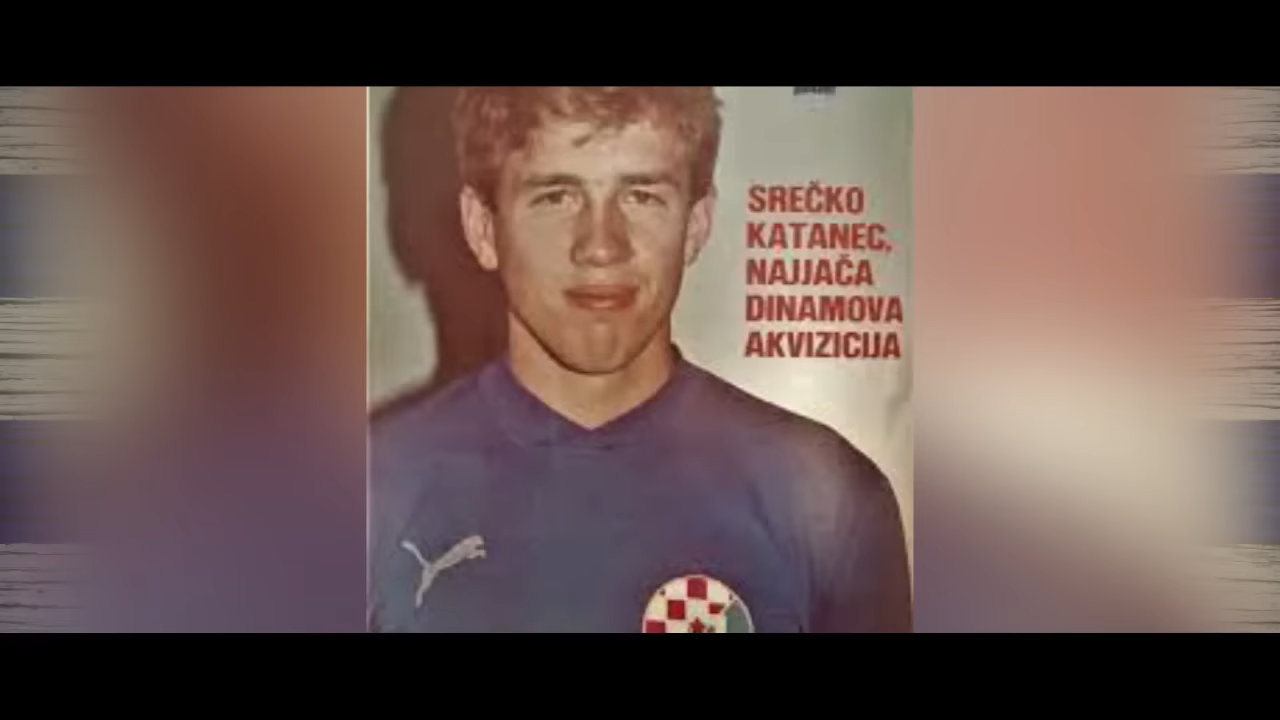 SREČKO
KATANEC,
NAJJAČA
DINAMOVA
AKVIZICIJA